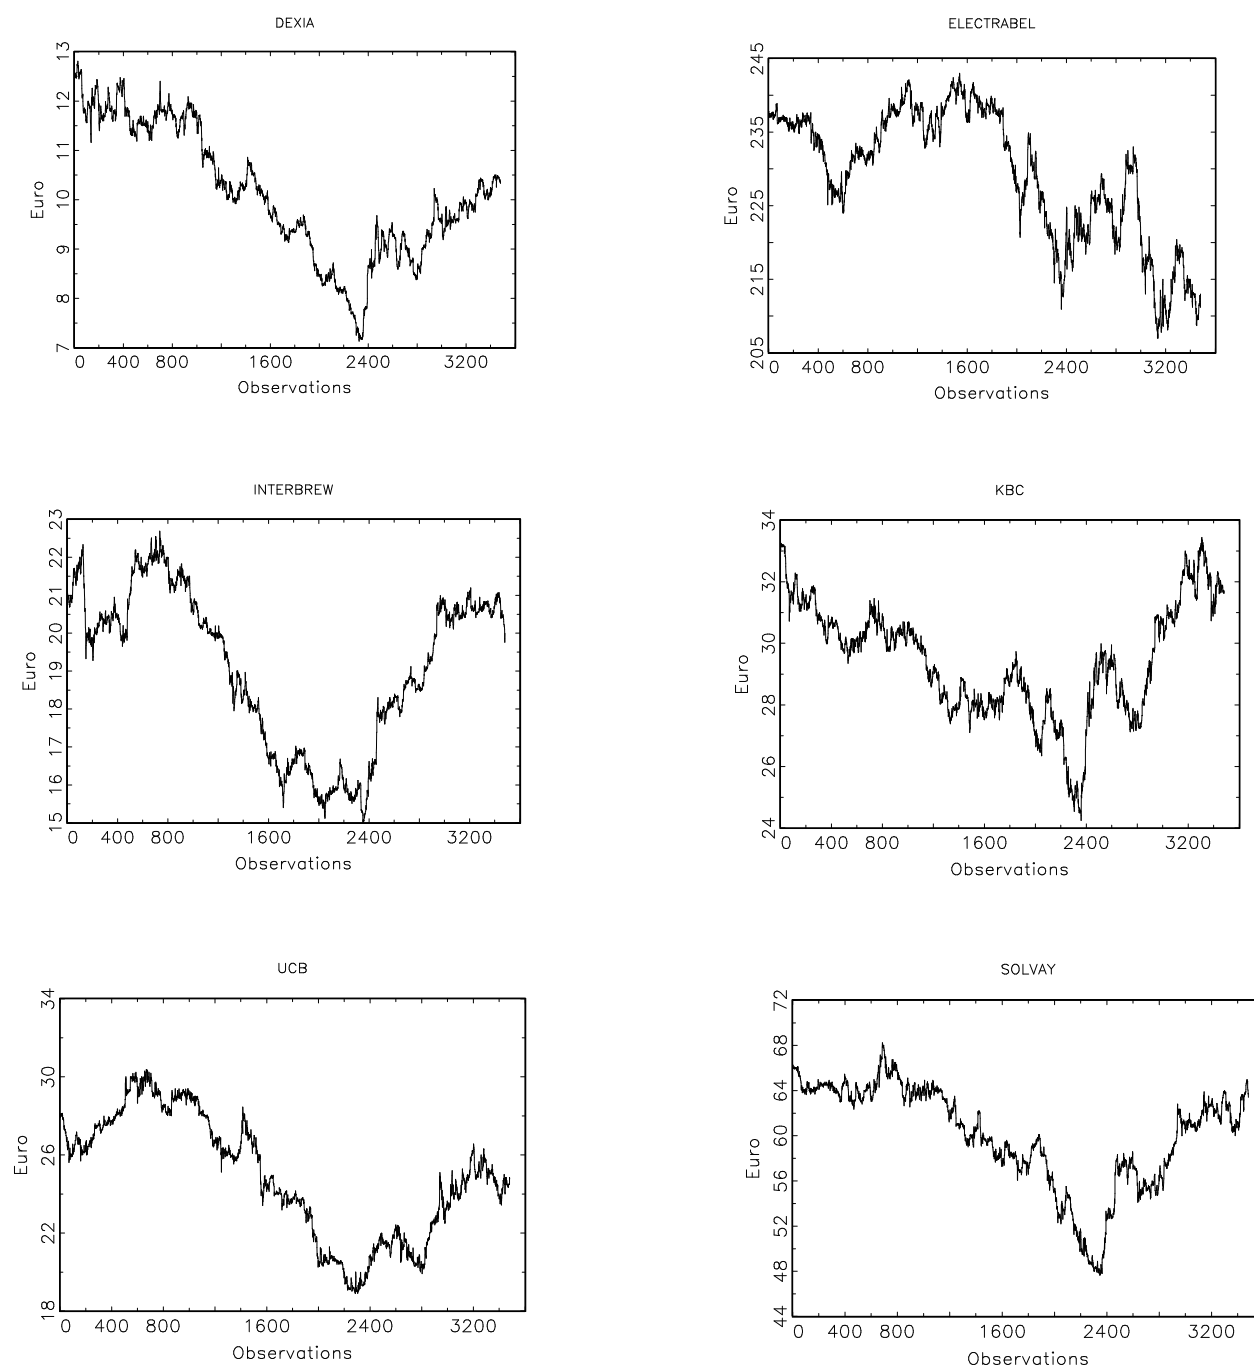 DEXIA
13
12
11
10
9
8
7
Euro
0 400 800 1600 2400 3200
Observations
ELECTRABEL
245
235
225
215
205
Euro
0 400 800 1600 2400 3200
Observations
INTERBREW
23
22
21
20
19
18
17
16
15
Euro
0 400 800 1600 2400 3200
Observations
KBC
34
32
30
28
26
24
Euro
0 400 800 1600 2400 3200
Observations
UCB
34
30
26
22
18
Euro
0 400 800 1600 2400 3200
Observations
SOLVAY
72
68
64
60
56
52
48
44
Euro
0 400 800 1600 2400 3200
Observations